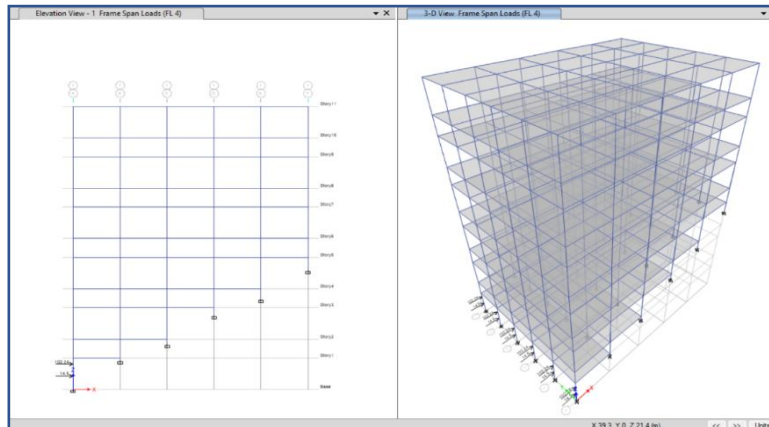 Elevation View - 1 Frame Span Loads (FL 4)
3-D View Frame Span Loads (FL 4)
Story11
Story10
Story9
Story8
Story7
Story6
Story5
Story4
Story3
Story2
Story1
Base
X
X 39.3 Y 0 Z 21.4 (m)
<< >> Units